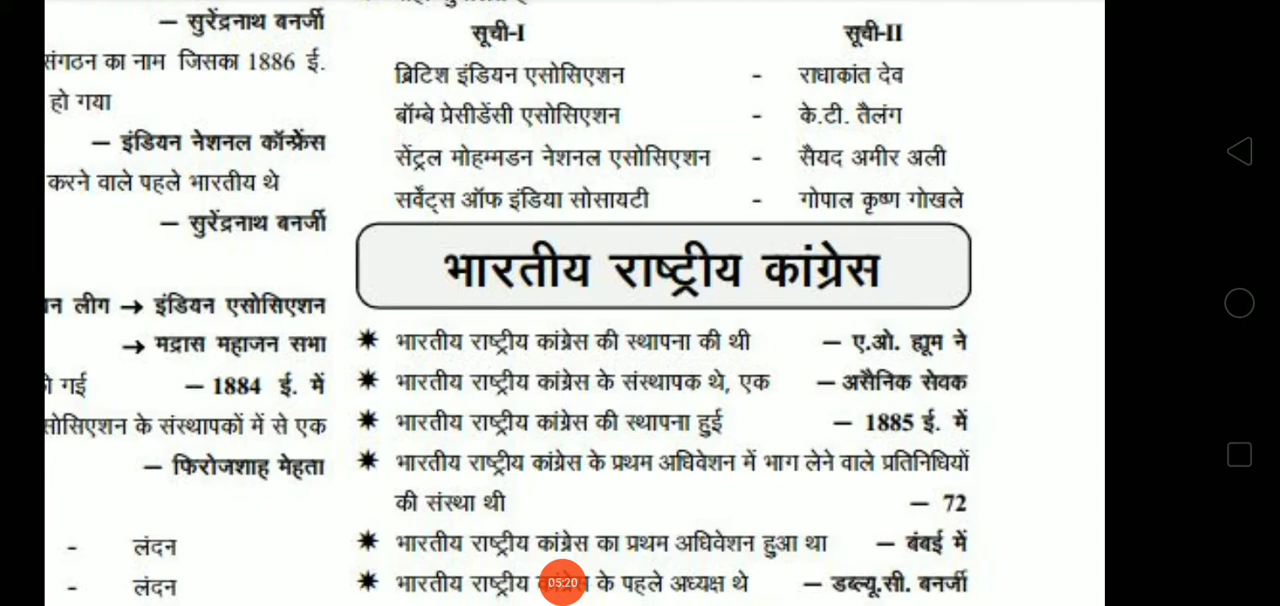 – सुरेंद्रनाथ बनर्जी
संगठन का नाम जिसका 1886 ई.
हो गया
– इंडियन नेशनल कॉन्फ्रेंस
करने वाले पहले भारतीय थे
– सुरेंद्रनाथ बनर्जी
लीग → इंडियन एसोसिएशन
→ मद्रास महाजन सभा
गई – 1884 ई. में
के संस्थापकों में से एक
– फिरोजशाह मेहता
- लंदन
- लंदन
सूची-I सूची-II
ब्रिटिश इंडियन एसोसिएशन - राधाकांत देव
बॉम्बे प्रेसीडेंसी एसोसिएशन - के.टी. तैलंग
सेंट्रल मोहम्मडन नेशनल एसोसिएशन - सैयद अमीर अली
सर्वेंट्स ऑफ इंडिया सोसायटी - गोपाल कृष्ण गोखले
भारतीय राष्ट्रीय कांग्रेस
✷ भारतीय राष्ट्रीय कांग्रेस की स्थापना की थी – ए.ओ. ह्यूम ने
✷ भारतीय राष्ट्रीय कांग्रेस के संस्थापक थे, एक – असैनिक सेवक
✷ भारतीय राष्ट्रीय कांग्रेस की स्थापना हुई – 1885 ई. में
✷ भारतीय राष्ट्रीय कांग्रेस के प्रथम अधिवेशन में भाग लेने वाले प्रतिनिधियों
की संस्था थी – 72
✷ भारतीय राष्ट्रीय कांग्रेस का प्रथम अधिवेशन हुआ था – बंबई में
✷ भारतीय राष्ट्रीय कांग्रेस के पहले अध्यक्ष थे – डब्ल्यू.सी. बनर्जी
05:20